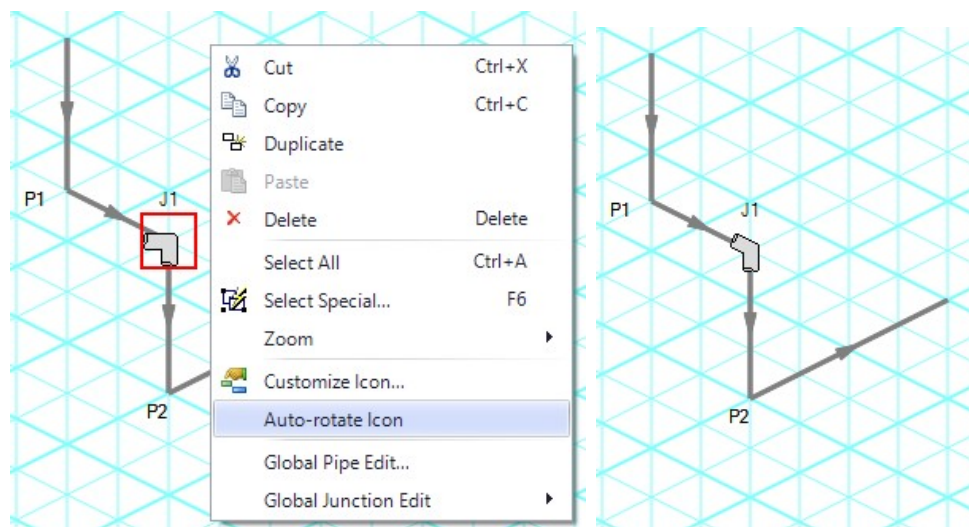 P1
J1
P2
Cut Ctrl+X
Copy Ctrl+C
Duplicate
Paste
Delete Delete
Select All Ctrl+A
Select Special... F6
Zoom
Customize Icon...
Auto-rotate Icon
Global Pipe Edit...
Global Junction Edit
P1
J1
P2